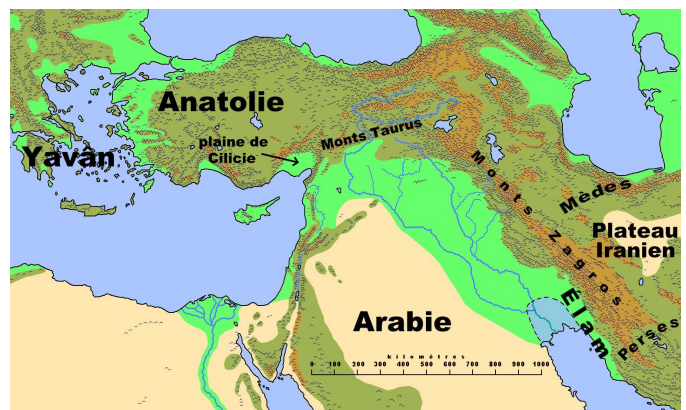 Anatolie
Yavân
plaine de
Cilicie
Monts Taurus
Monts Zagros
Mèdes
Plateau
Iranien
Élam
Perses
Arabie
kilomètres
0 100 200 300 400 500 600 700 800 900 1000